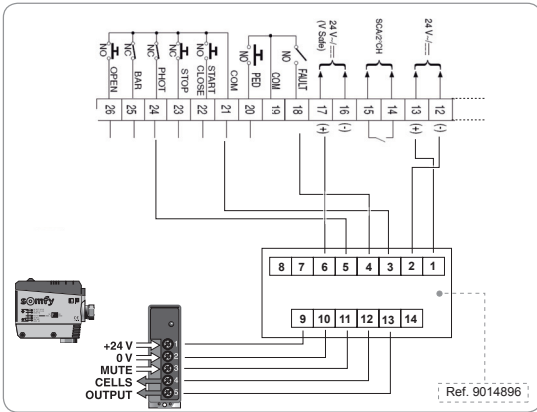 24 V~/⎓
(V Safe)
SCA/2ºCH
24 V~/⎓
NO OPEN
NC BAR
NC PHOT
NC STOP
NO START
CLOSE
COM
NO PED
COM
NO FAULT
(+)
(-)
(+)
(-)
26 25 24 23 22 21 20 19 18 17 16 15 14 13 12
8 7 6 5 4 3 2 1
9 10 11 12 13 14
somfy
+24 V 1
0 V 2
MUTE 3
CELLS 4
OUTPUT 5
Ref. 9014896